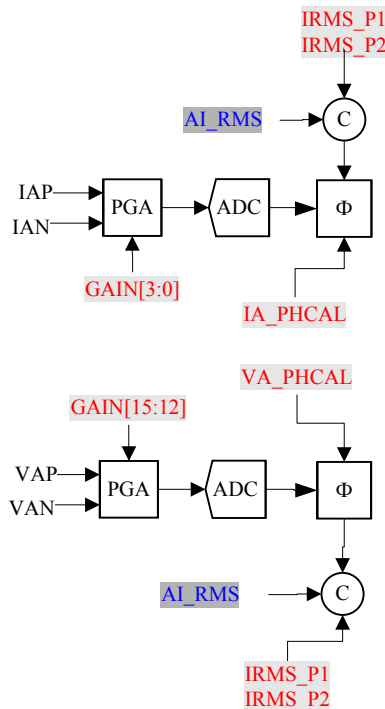 IRMS_P1
IRMS_P2
AI_RMS
C
IAP
IAN
PGA
ADC
Φ
GAIN[3:0]
IA_PHCAL
VA_PHCAL
GAIN[15:12]
VAP
VAN
PGA
ADC
Φ
AI_RMS
C
IRMS_P1
IRMS_P2